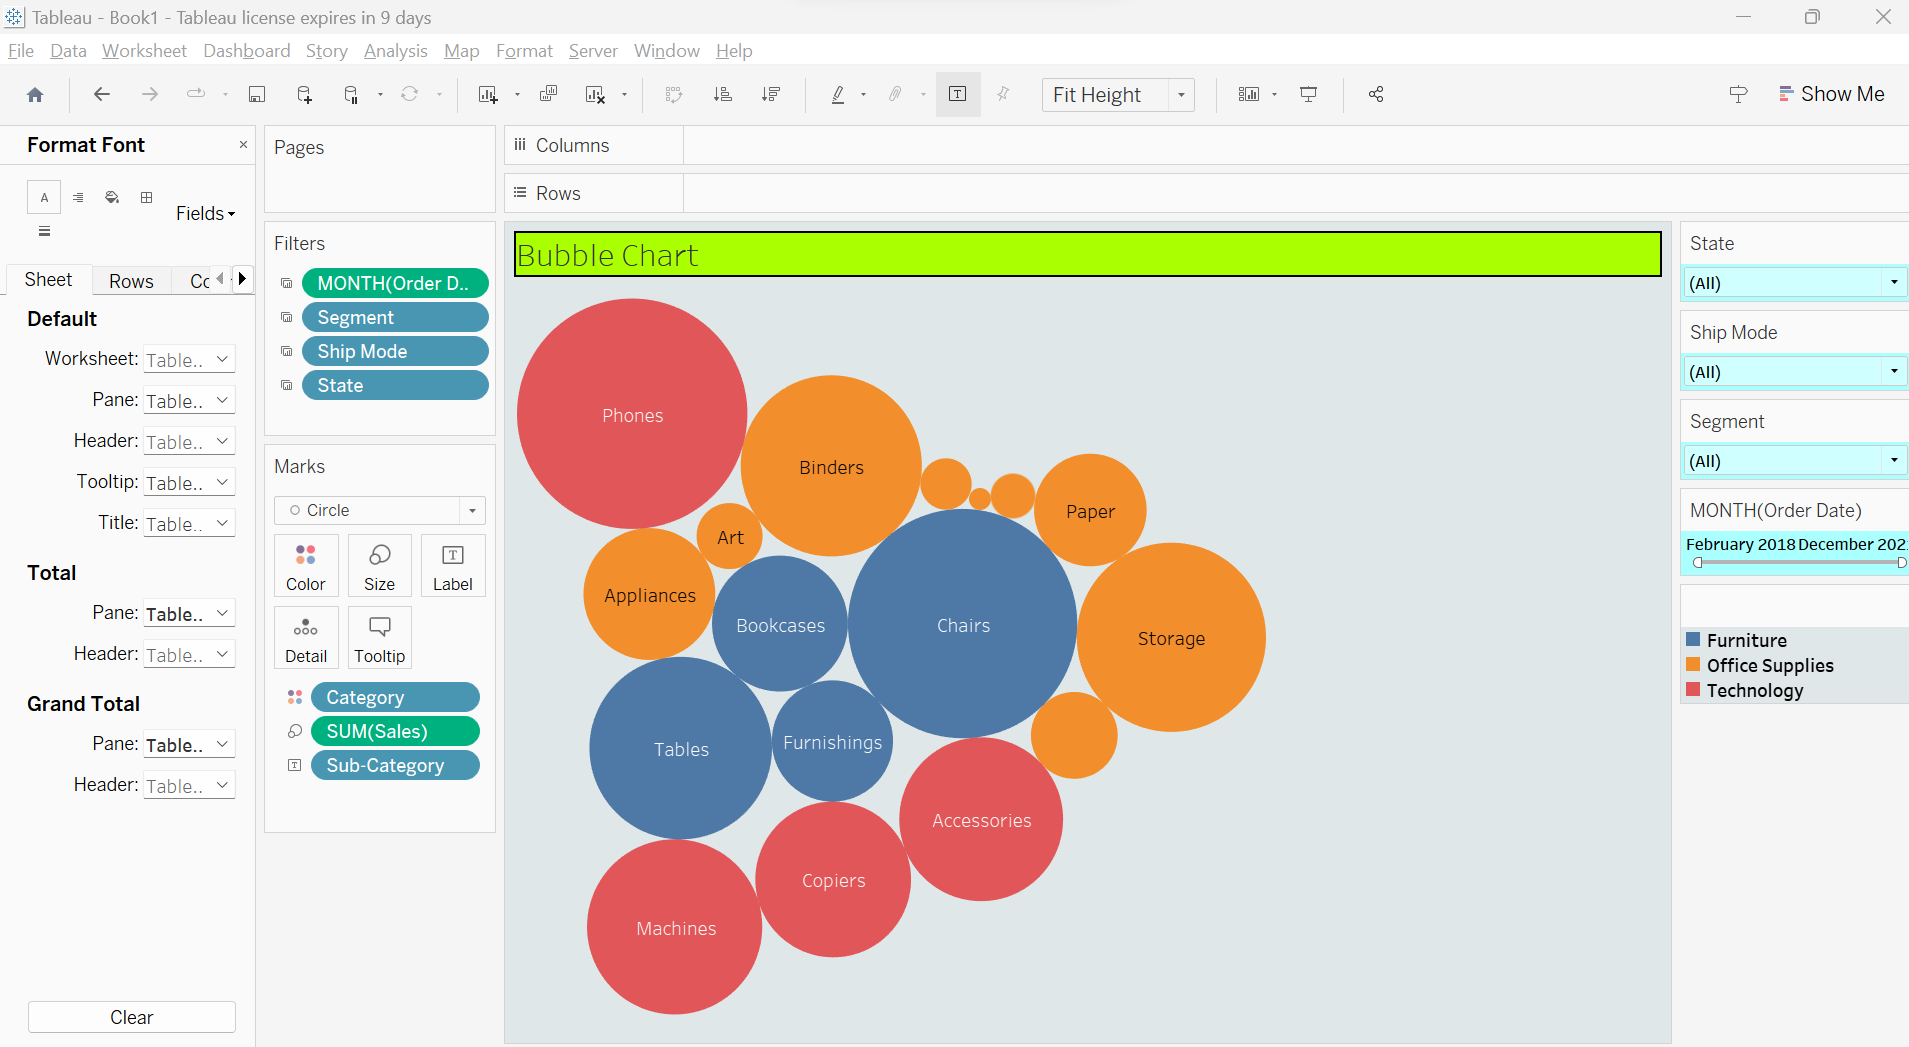 Tableau - Book1 - Tableau license expires in 9 days
File Data Worksheet Dashboard Story Analysis Map Format Server Window Help
Fit Height
Show Me
Format Font
Fields
Sheet Rows Co
Default
Worksheet: Table..
Pane: Table..
Header: Table..
Tooltip: Table..
Title: Table..
Total
Pane: Table..
Header: Table..
Grand Total
Pane: Table..
Header: Table..
Clear
Pages
Filters
MONTH(Order D..
Segment
Ship Mode
State
Marks
Circle
Color Size Label
Detail Tooltip
Category
SUM(Sales)
Sub-Category
Columns
Rows
Bubble Chart
Phones
Binders
Paper
Art
Appliances
Bookcases
Chairs
Storage
Tables
Furnishings
Accessories
Copiers
Machines
State
(All)
Ship Mode
(All)
Segment
(All)
MONTH(Order Date)
February 2018 December 202
Furniture
Office Supplies
Technology